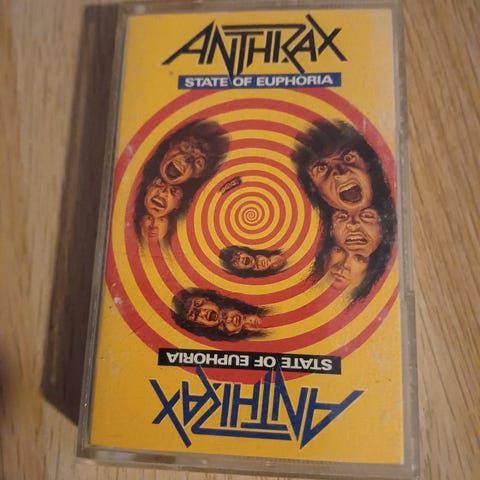 ANTHRAX
STATE OF EUPHORIA
STATE OF EUPHORIA
ANTHRAX